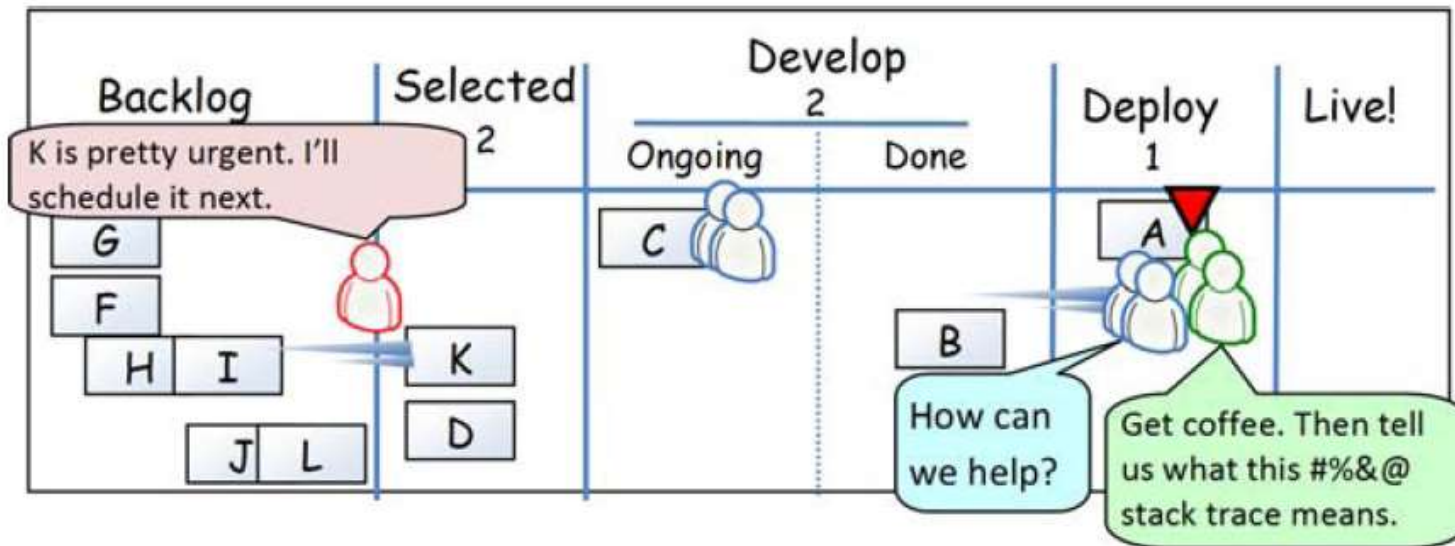 Backlog
Selected
2
Develop
2
Ongoing
Done
Deploy
1
Live!
K is pretty urgent. I'll
schedule it next.
G
F
H
I
J
L
K
D
C
B
A
How can
we help?
Get coffee. Then tell
us what this #%&@
stack trace means.